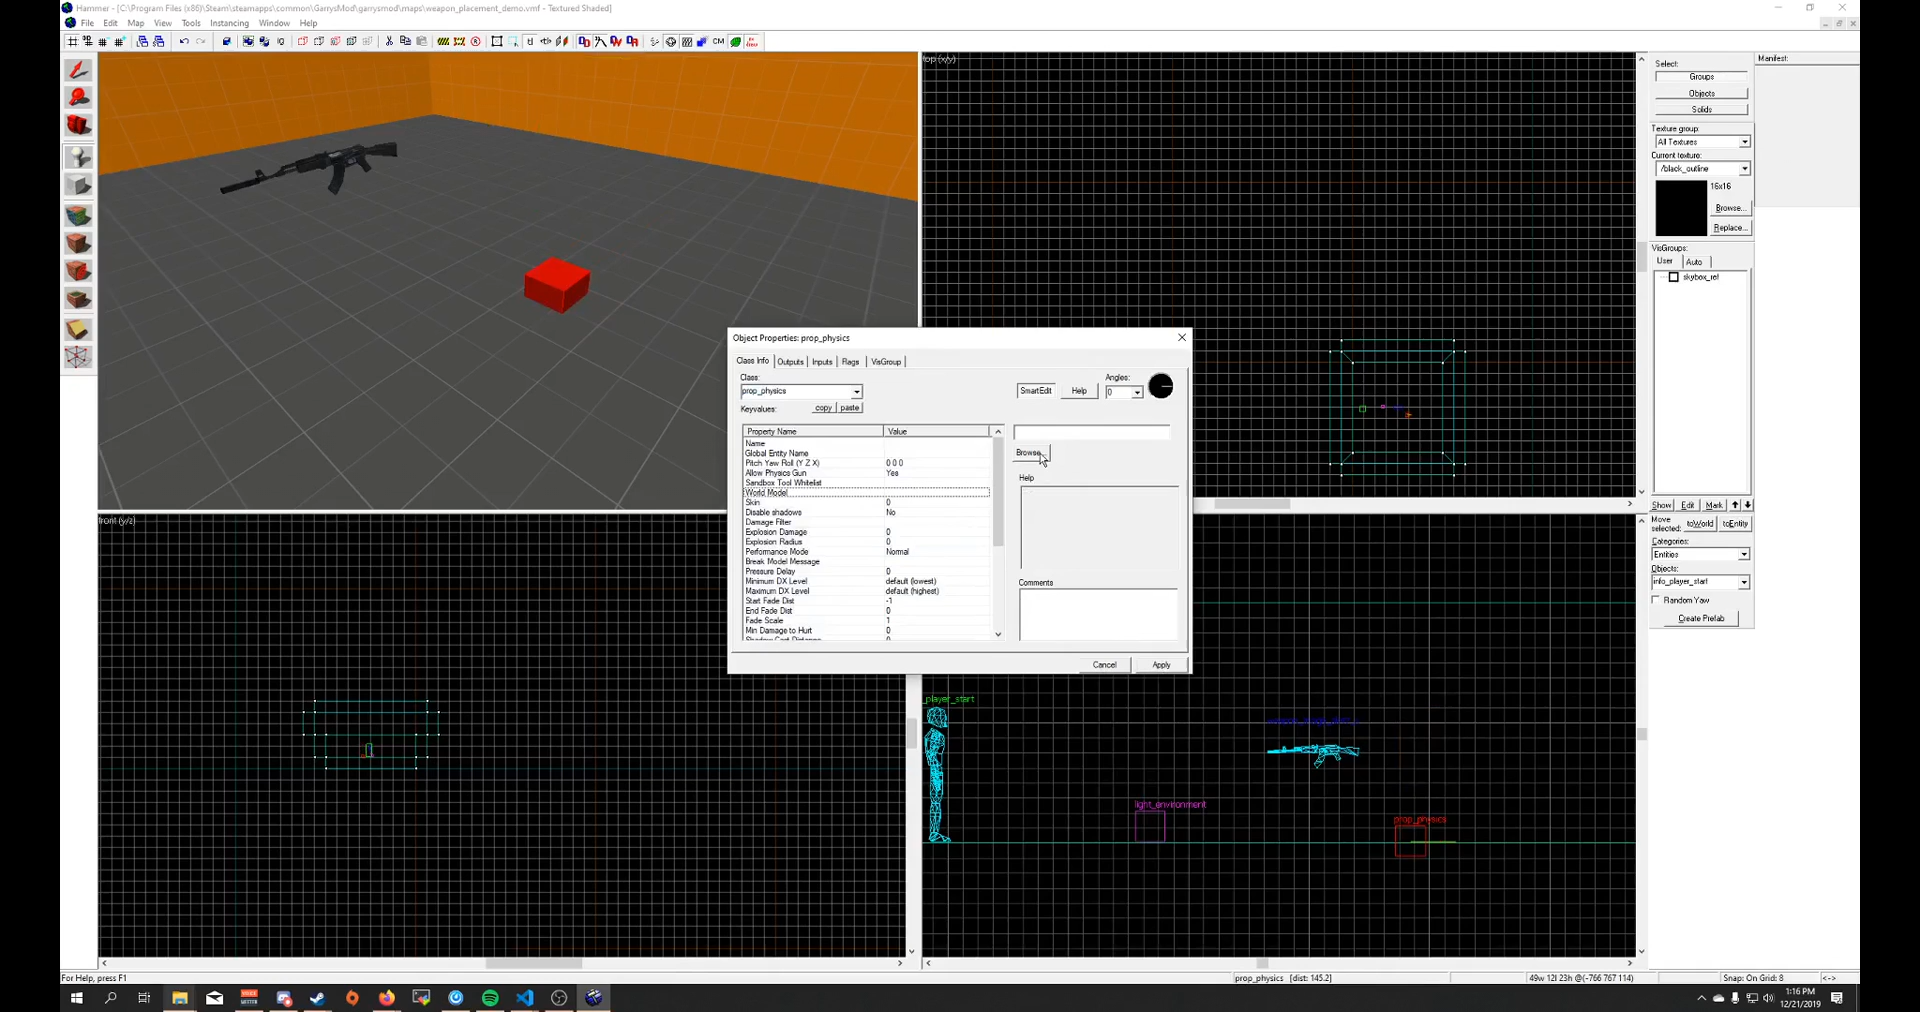 Hammer - [C:\Program Files (x86)\Steam\steamapps\common\GarrysMod\garrysmod\maps\weapon_placement_demo.vmf - Textured Shaded]
File Edit Map View Tools Instancing Window Help
top (x/y)
Select:
Groups
Objects
Solids
Texture group:
All Textures
Current texture:
/black_outline
16x16
Browse...
Replace...
VisGroups:
User Auto
skybox_ref
Show Edit Mark
Move selected: toWorld toEntity
Categories:
Entities
Objects:
info_player_start
Random Yaw
Create Prefab
Manifest:
Object Properties: prop_physics
Class Info Outputs Inputs Flags VisGroup
Class:
prop_physics
SmartEdit Help
Angles:
0
Keyvalues: copy paste
Property Name Value
Name
Global Entity Name
Pitch Yaw Roll (Y Z X) 0 0 0
Allow Physics Gun Yes
Sandbox Tool Whitelist
World Model
Skin 0
Disable shadows No
Damage Filter
Explosion Damage 0
Explosion Radius 0
Performance Mode Normal
Break Model Message
Pressure Delay 0
Minimum DX Level default (lowest)
Maximum DX Level default (highest)
Start Fade Dist -1
End Fade Dist 0
Fade Scale 1
Min Damage to Hurt 0
Browse
Help
Comments
Cancel Apply
front (y/z)
_player_start
light_environment
prop_physics
For Help, press F1
prop_physics [dist: 145.2]
49w 12l 23h @(-766 767 114)
Snap: On Grid: 8
<->
1:16 PM
12/21/2019